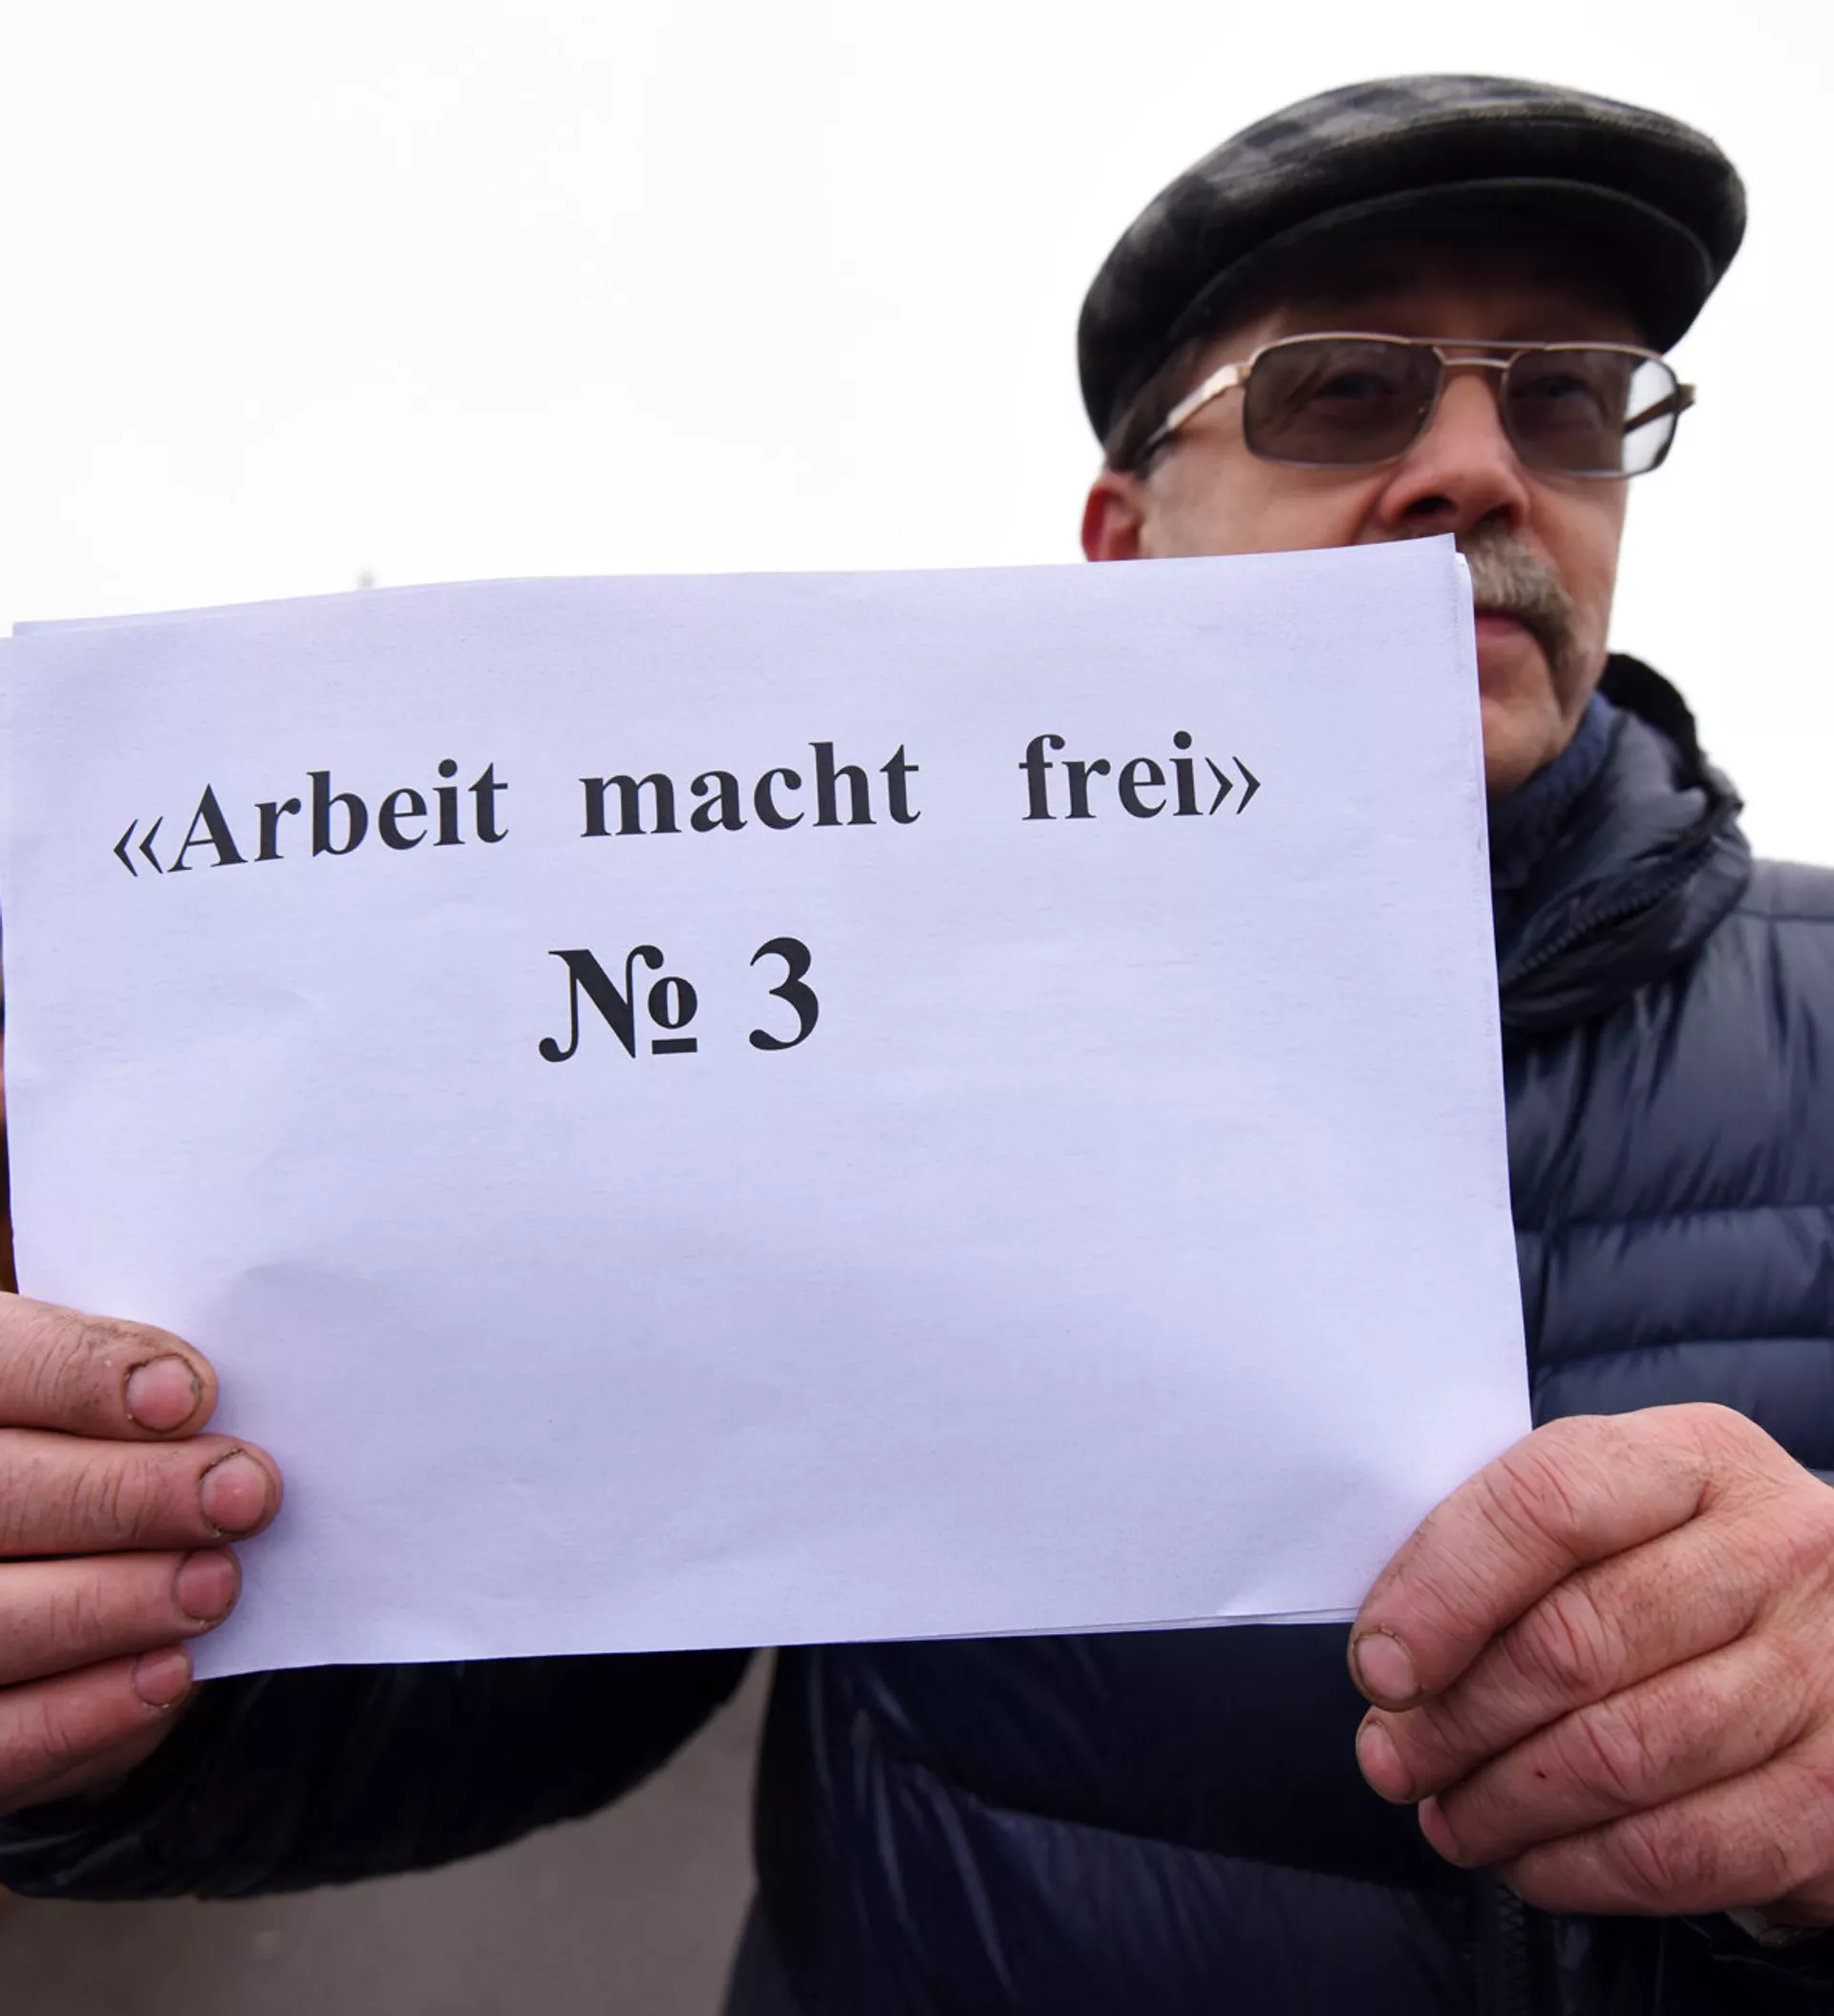 «Arbeit macht frei»
№ 3